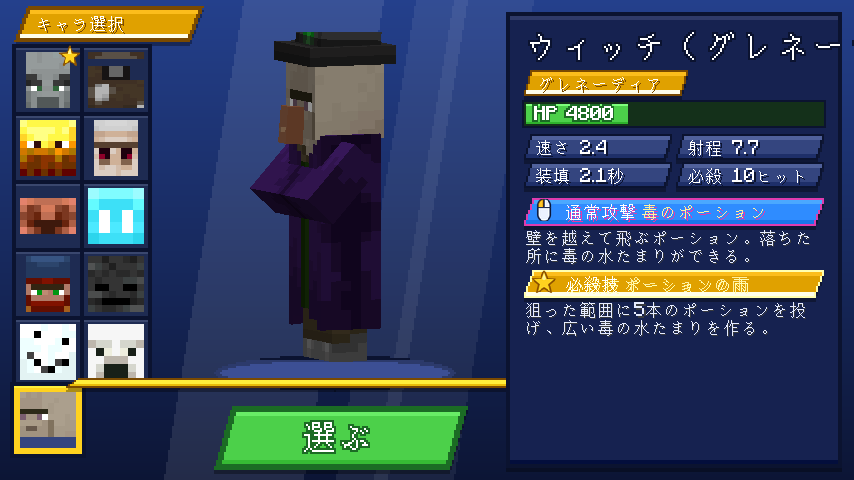 キャラ選択
ウィッチ（グレネー
グレネーディア
HP 4800
速さ 2.4
射程 7.7
装填 2.1秒
必殺 10ヒット
通常攻撃 毒のポーション
壁を越えて飛ぶポーション。落ちた
所に毒の水たまりができる。
必殺技 ポーションの雨
狙った範囲に5本のポーションを投
げ、広い毒の水たまりを作る。
選ぶ